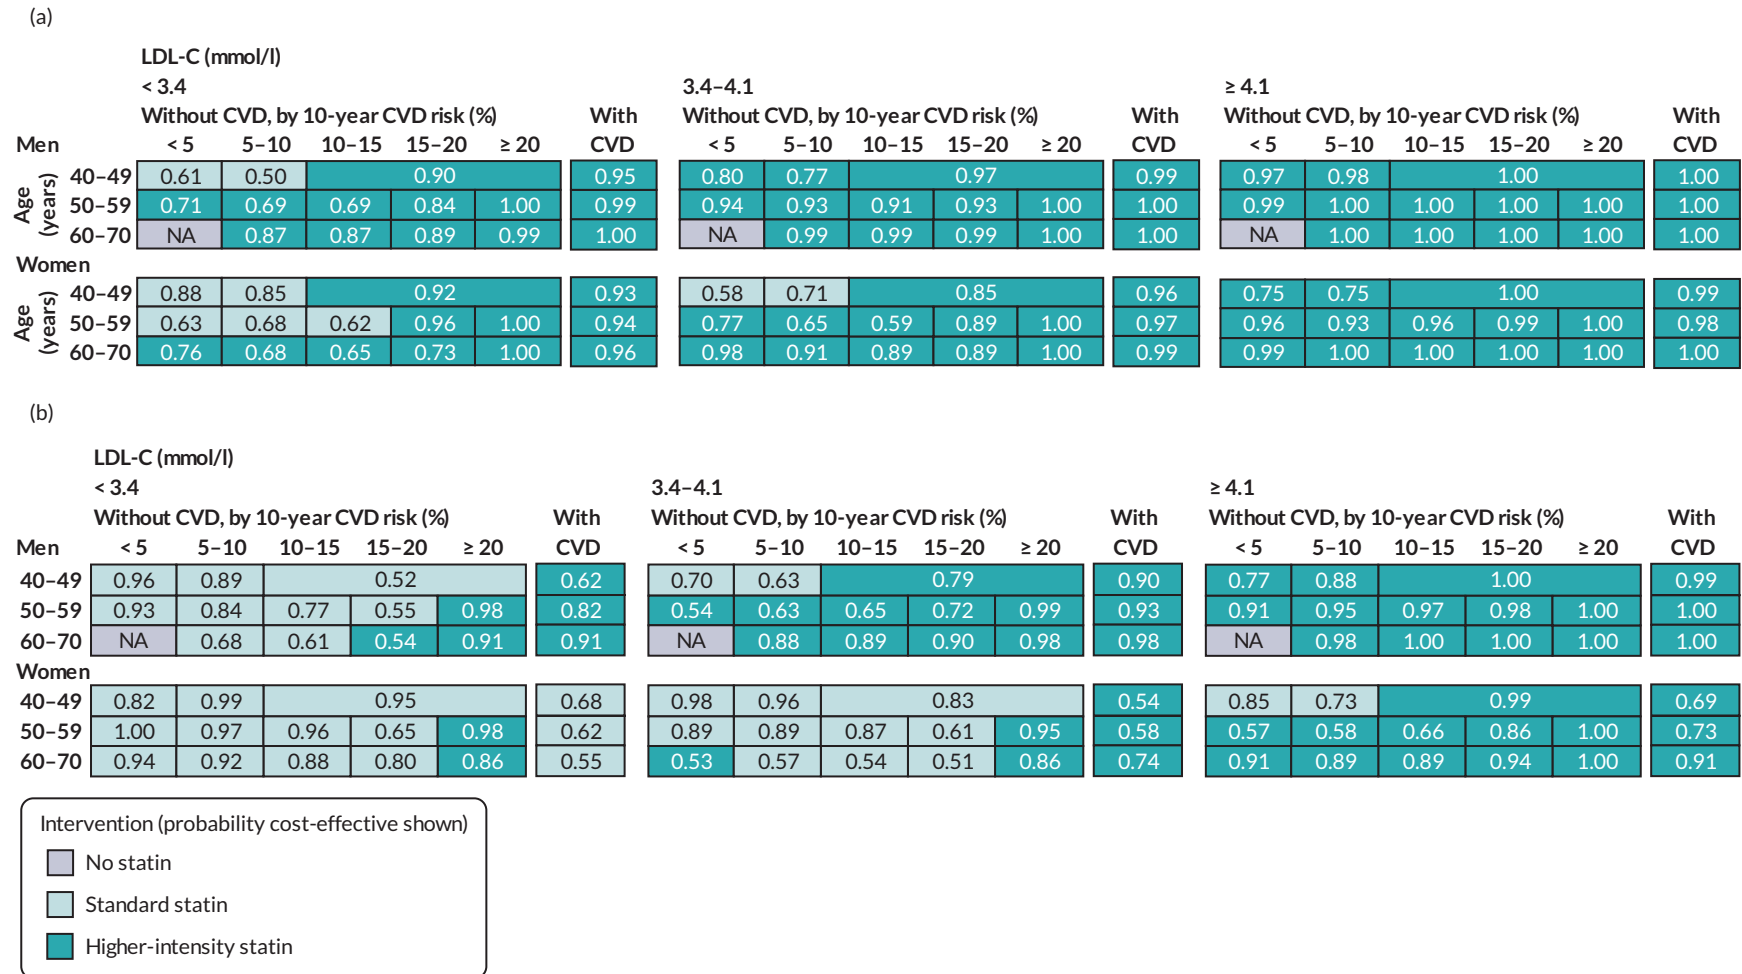 (a)
LDL-C (mmol/l)
< 3.4 3.4–4.1 ≥ 4.1
Without CVD, by 10-year CVD risk (%) With Without CVD, by 10-year CVD risk (%) With Without CVD, by 10-year CVD risk (%) With
Men < 5 5–10 10–15 15–20 ≥ 20 CVD < 5 5–10 10–15 15–20 ≥ 20 CVD < 5 5–10 10–15 15–20 ≥ 20 CVD
Age (years)
40–49 0.61 0.50 0.90 0.95 0.80 0.77 0.97 0.99 0.97 0.98 1.00 1.00
50–59 0.71 0.69 0.69 0.84 1.00 0.99 0.94 0.93 0.91 0.93 1.00 1.00 0.99 1.00 1.00 1.00 1.00 1.00
60–70 NA 0.87 0.87 0.89 0.99 1.00 NA 0.99 0.99 0.99 1.00 1.00 NA 1.00 1.00 1.00 1.00 1.00
Women
Age (years)
40–49 0.88 0.85 0.92 0.93 0.58 0.71 0.85 0.96 0.75 0.75 1.00 0.99
50–59 0.63 0.68 0.62 0.96 1.00 0.94 0.77 0.65 0.59 0.89 1.00 0.97 0.96 0.93 0.96 0.99 1.00 0.98
60–70 0.76 0.68 0.65 0.73 1.00 0.96 0.98 0.91 0.89 0.89 1.00 0.99 0.99 1.00 1.00 1.00 1.00 1.00
(b)
LDL-C (mmol/l)
< 3.4 3.4–4.1 ≥ 4.1
Without CVD, by 10-year CVD risk (%) With Without CVD, by 10-year CVD risk (%) With Without CVD, by 10-year CVD risk (%) With
Men < 5 5–10 10–15 15–20 ≥ 20 CVD < 5 5–10 10–15 15–20 ≥ 20 CVD < 5 5–10 10–15 15–20 ≥ 20 CVD
40–49 0.96 0.89 0.52 0.62 0.70 0.63 0.79 0.90 0.77 0.88 1.00 0.99
50–59 0.93 0.84 0.77 0.55 0.98 0.82 0.54 0.63 0.65 0.72 0.99 0.93 0.91 0.95 0.97 0.98 1.00 1.00
60–70 NA 0.68 0.61 0.54 0.91 0.91 NA 0.88 0.89 0.90 0.98 0.98 NA 0.98 1.00 1.00 1.00 1.00
Women
40–49 0.82 0.99 0.95 0.68 0.98 0.96 0.83 0.54 0.85 0.73 0.99 0.69
50–59 1.00 0.97 0.96 0.65 0.98 0.62 0.89 0.89 0.87 0.61 0.95 0.58 0.57 0.58 0.66 0.86 1.00 0.73
60–70 0.94 0.92 0.88 0.80 0.86 0.55 0.53 0.57 0.54 0.51 0.86 0.74 0.91 0.89 0.89 0.94 1.00 0.91
Intervention (probability cost-effective shown)
No statin
Standard statin
Higher-intensity statin